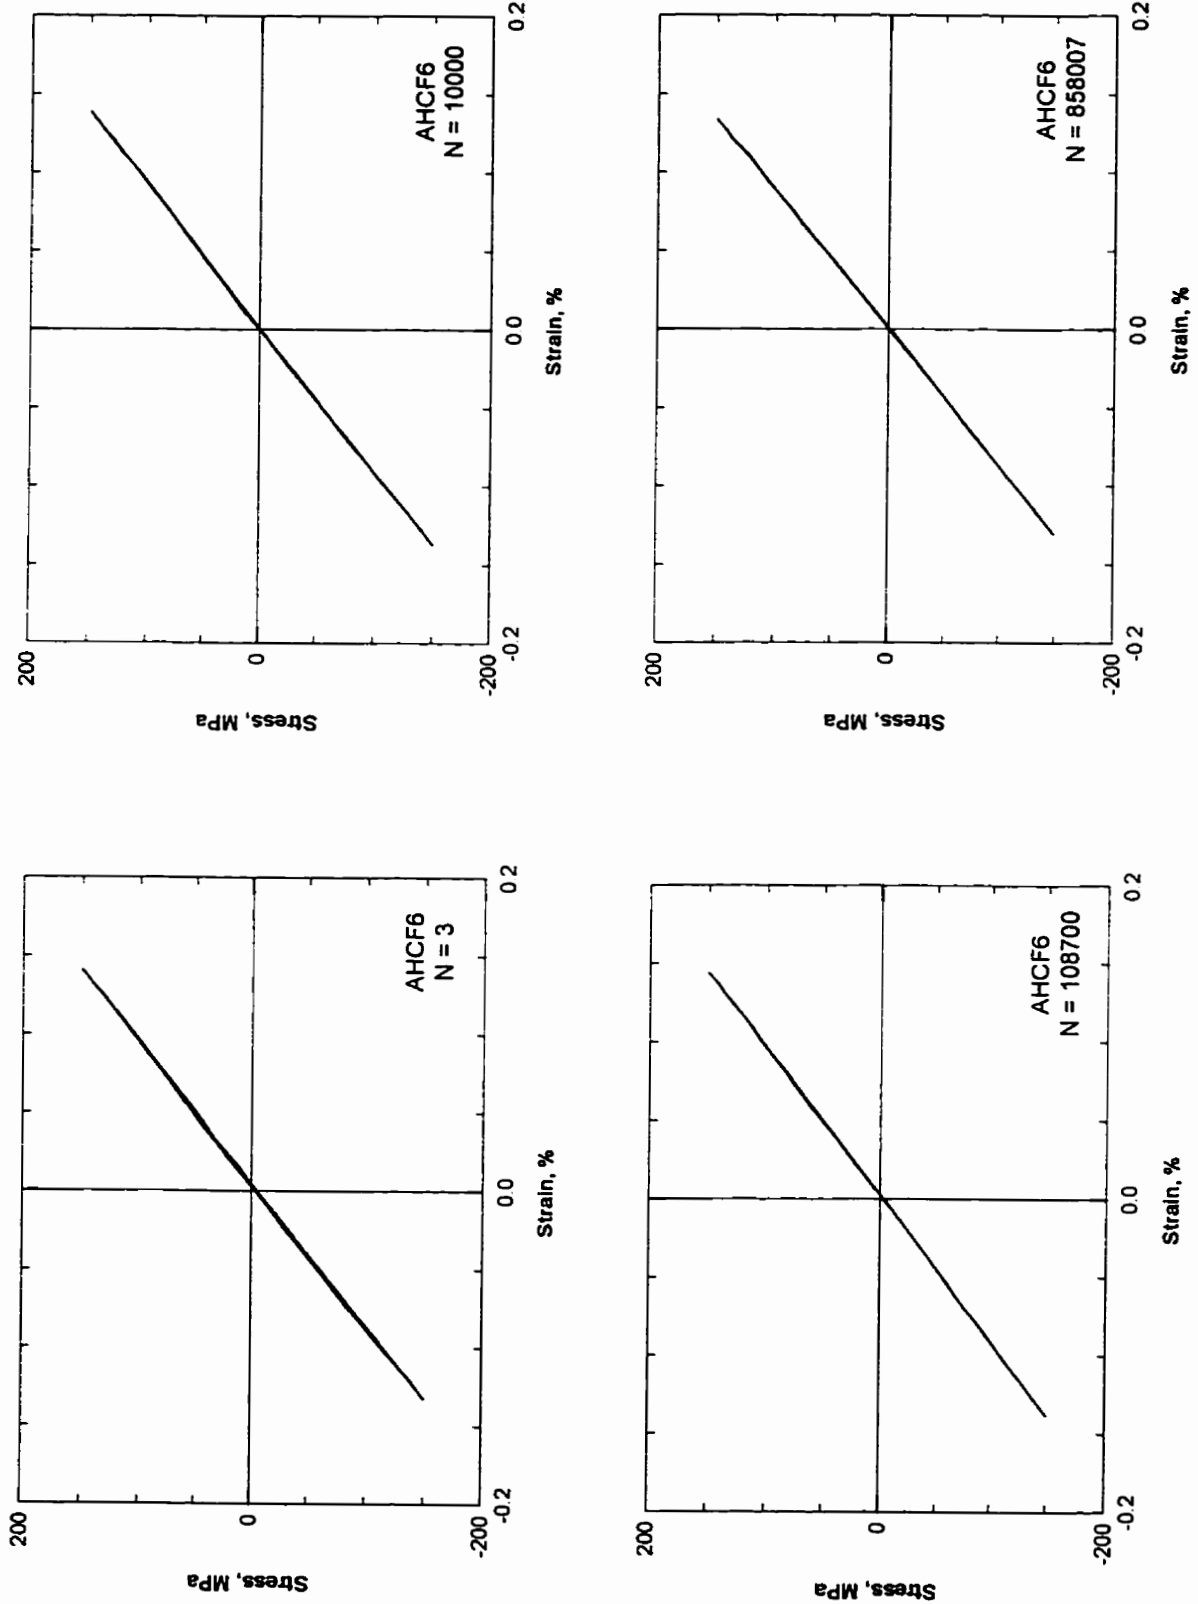 200
0
-200
Stress, MPa
-0.2
0.0
0.2
Strain, %
AHCF6
N = 3
200
0
-200
Stress, MPa
-0.2
0.0
0.2
Strain, %
AHCF6
N = 10000
200
0
-200
Stress, MPa
-0.2
0.0
0.2
Strain, %
AHCF6
N = 108700
200
0
-200
Stress, MPa
-0.2
0.0
0.2
Strain, %
AHCF6
N = 858007